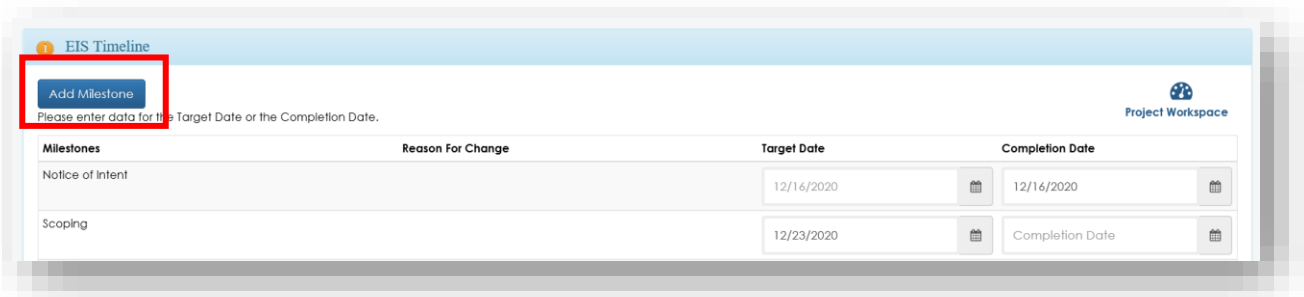 EIS Timeline
Add Milestone
Project Workspace
Please enter data for the Target Date or the Completion Date.
Milestones Reason For Change Target Date Completion Date
Notice of Intent 12/16/2020 12/16/2020
Scoping 12/23/2020 Completion Date